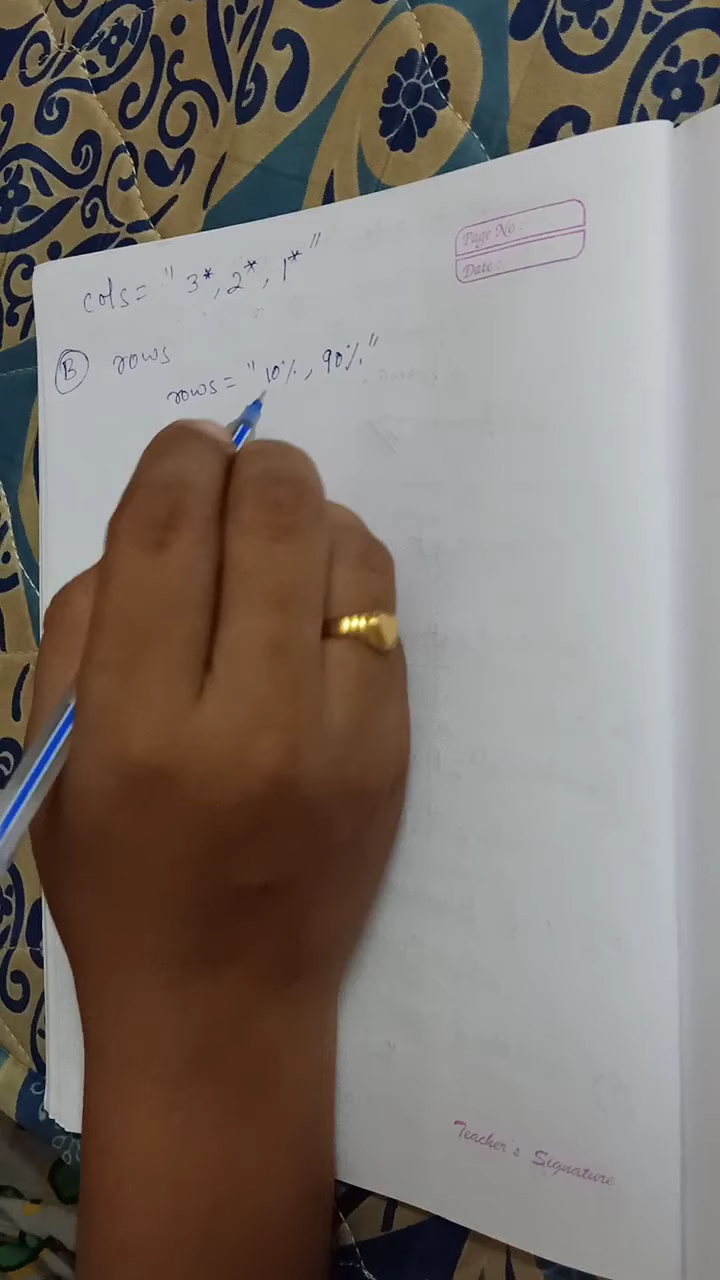 Page No :
Date :
cols = " 3*, 2*, 1* "
B rows
rows = "10%, 90%"
Teacher's Signature